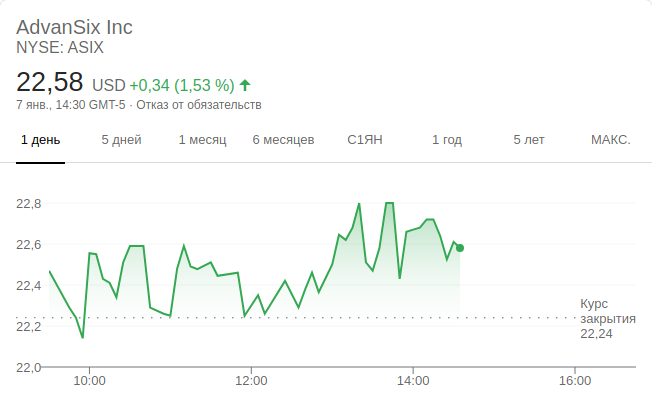 AdvanSix Inc
NYSE: ASIX
22,58 USD +0,34 (1,53 %)
7 янв., 14:30 GMT-5 · Отказ от обязательств
1 день 5 дней 1 месяц 6 месяцев С1ЯН 1 год 5 лет МАКС.
22,8
22,6
22,4
22,2
22,0
Курс
закрытия
22,24
10:00 12:00 14:00 16:00